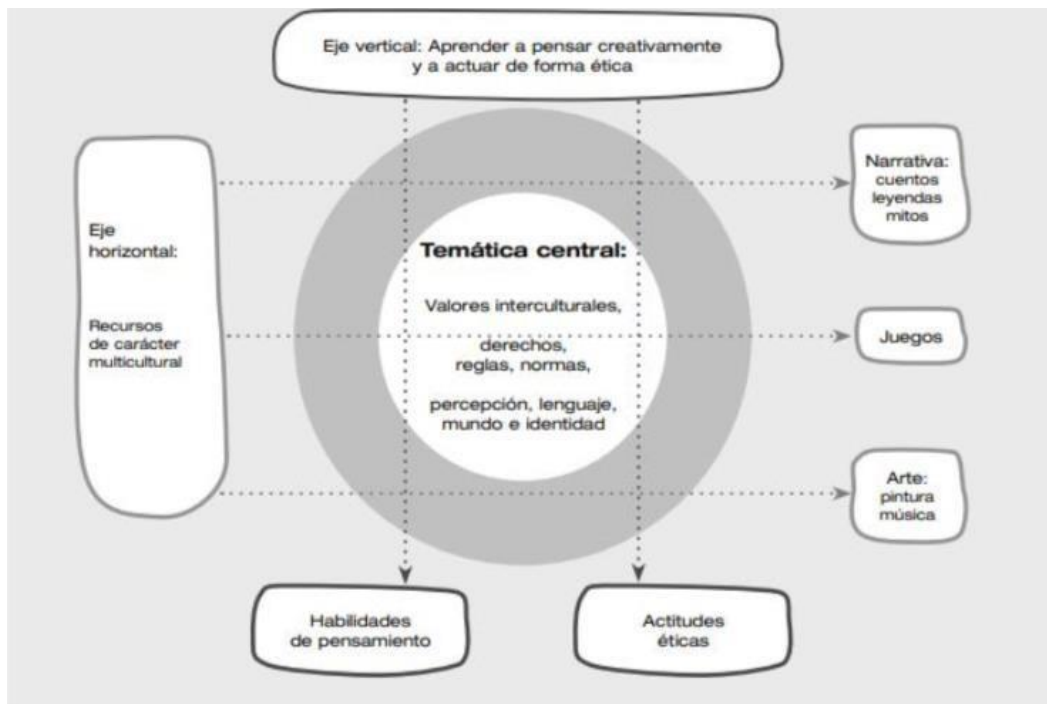 Eje vertical: Aprender a pensar creativamente
y a actuar de forma ética
Eje
horizontal:
Recursos
de carácter
multicultural
Temática central:
Valores interculturales,
derechos,
reglas, normas,
percepción, lenguaje,
mundo e identidad
Narrativa:
cuentos
leyendas
mitos
Juegos
Arte:
pintura
música
Habilidades
de pensamiento
Actitudes
éticas